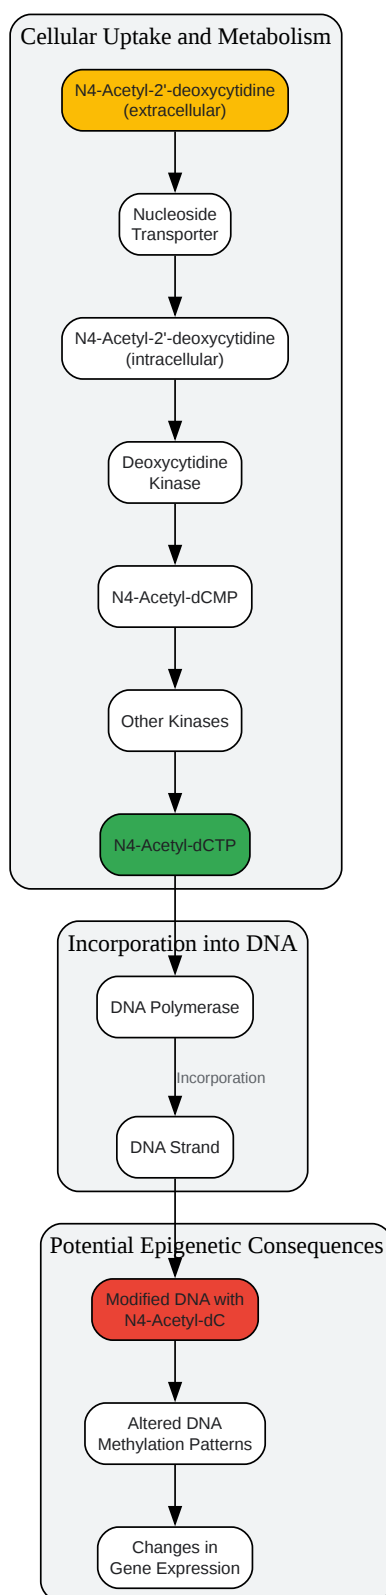 Cellular Uptake and Metabolism
N4-Acetyl-2'-deoxycytidine
(extracellular)
Nucleoside
Transporter
N4-Acetyl-2'-deoxycytidine
(intracellular)
Deoxycytidine
Kinase
N4-Acetyl-dCMP
Other Kinases
N4-Acetyl-dCTP
Incorporation into DNA
DNA Polymerase
Incorporation
DNA Strand
Potential Epigenetic Consequences
Modified DNA with
N4-Acetyl-dC
Altered DNA
Methylation Patterns
Changes in
Gene Expression